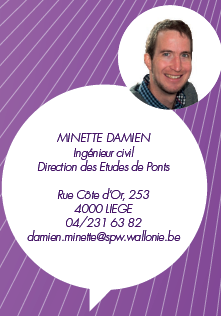 MINETTE DAMIEN
Ingénieur civil
Direction des Etudes de Ponts
Rue Côte d'Or, 253
4000 LIEGE
04/231 63 82
damien.minette@spw.wallonie.be